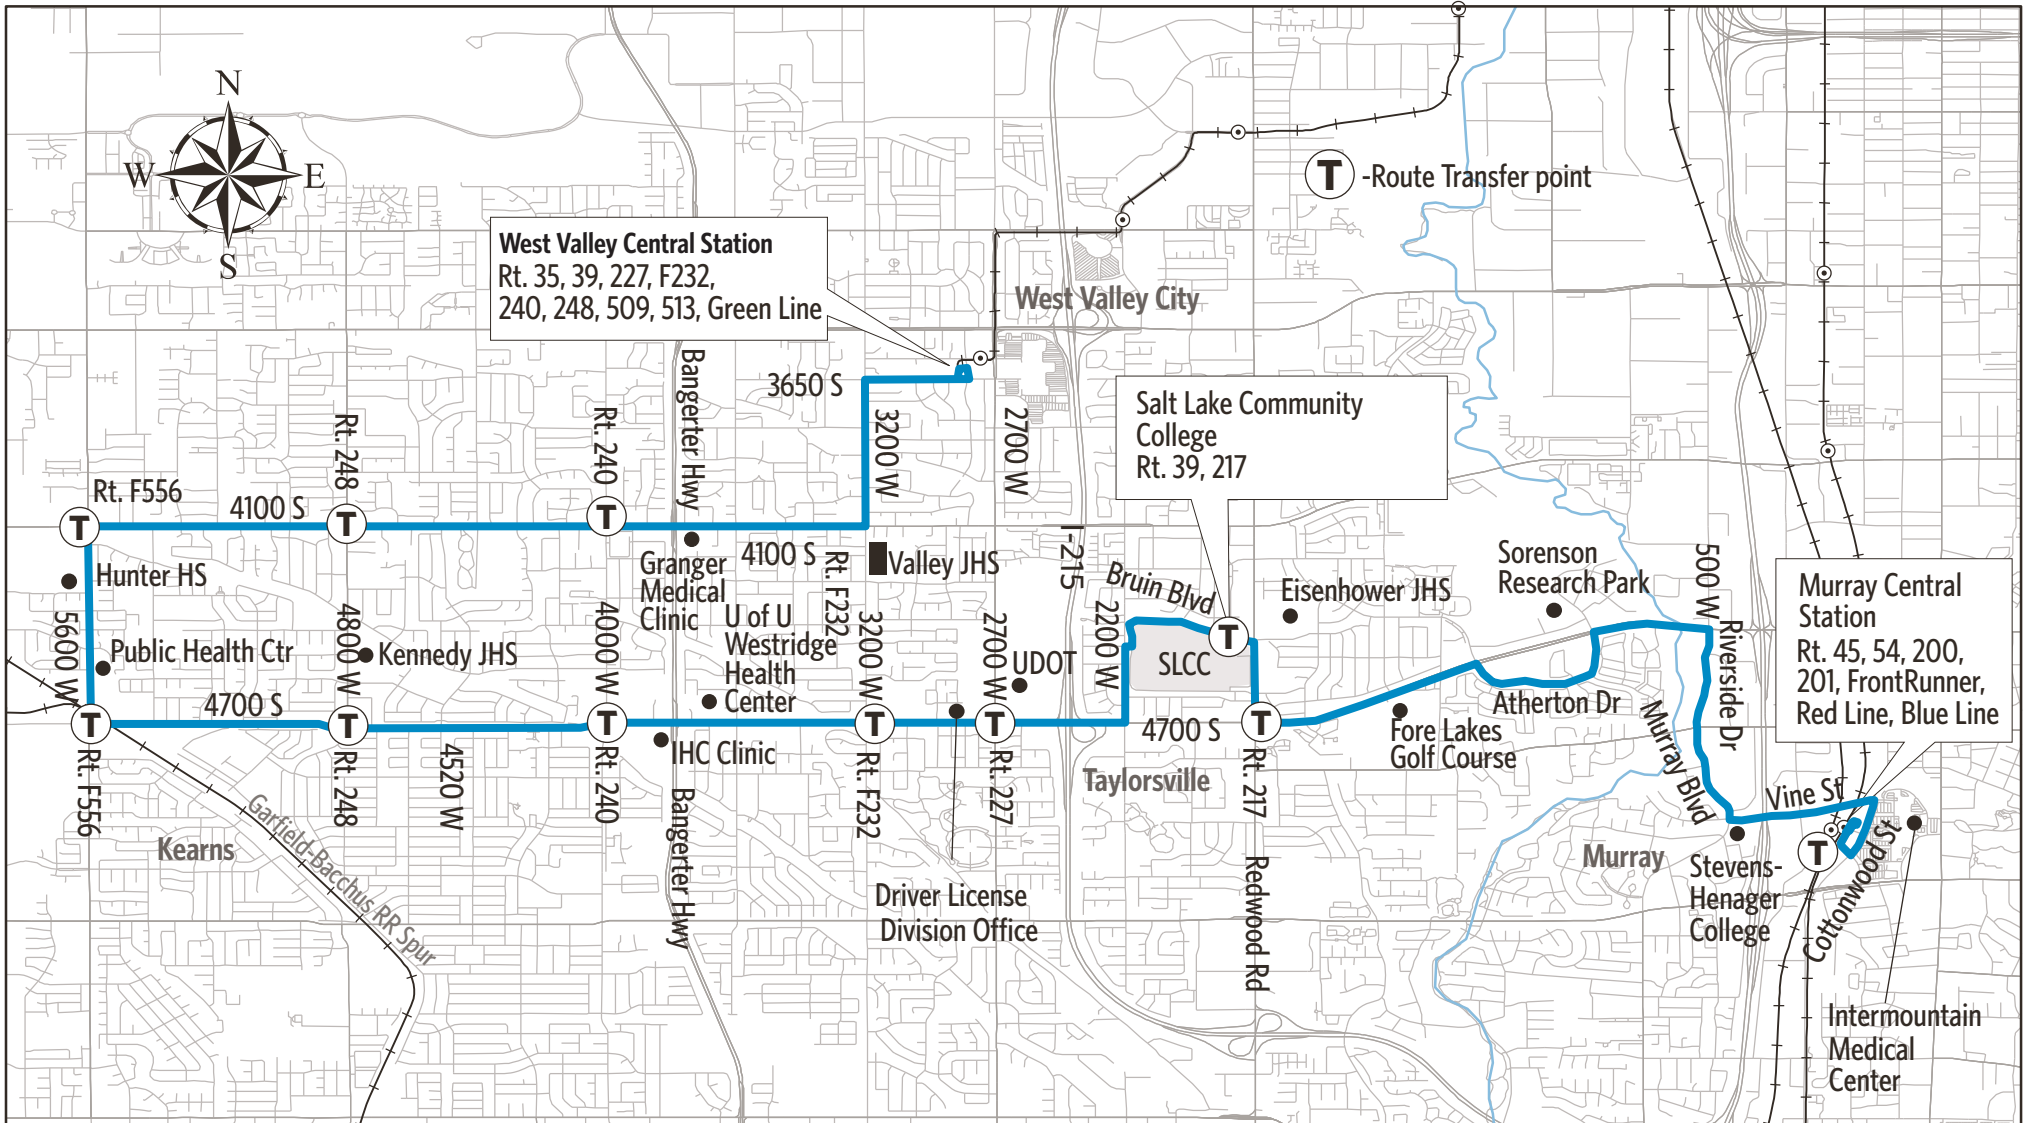 N
W
E
S
T
-Route Transfer point
West Valley Central Station
Rt. 35, 39, 227, F232,
240, 248, 509, 513, Green Line
West Valley City
3650 S
Bangerter Hwy
3200 W
2700 W
Salt Lake Community
College
Rt. 39, 217
Rt. 248
Rt. 240
Rt. F556
4100 S
T
T
T
Hunter HS
5600 W
Public Health Ctr
4800 W
Kennedy JHS
4000 W
Granger
Medical
Clinic
4100 S
Rt. F232
Valley JHS
U of U
Westridge
Health
Center
3200 W
2700 W
UDOT
I-215
2200 W
Bruin Blvd
T
SLCC
Eisenhower JHS
Sorenson
Research Park
500 W
Riverside Dr
Murray Central
Station
Rt. 45, 54, 200,
201, FrontRunner,
Red Line, Blue Line
4700 S
T
T
T
T
T
T
4700 S
Atherton Dr
Fore Lakes
Golf Course
Murray Blvd
Vine St
Rt. F556
Rt. 248
4520 W
Rt. 240
IHC Clinic
Bangerter Hwy
Rt. F232
Rt. 227
Taylorsville
Rt. 217
Redwood Rd
Kearns
Garfield-Bacchus RR Spur
Driver License
Division Office
Murray
Stevens-
Henager
College
T
Cottonwood St
Intermountain
Medical
Center